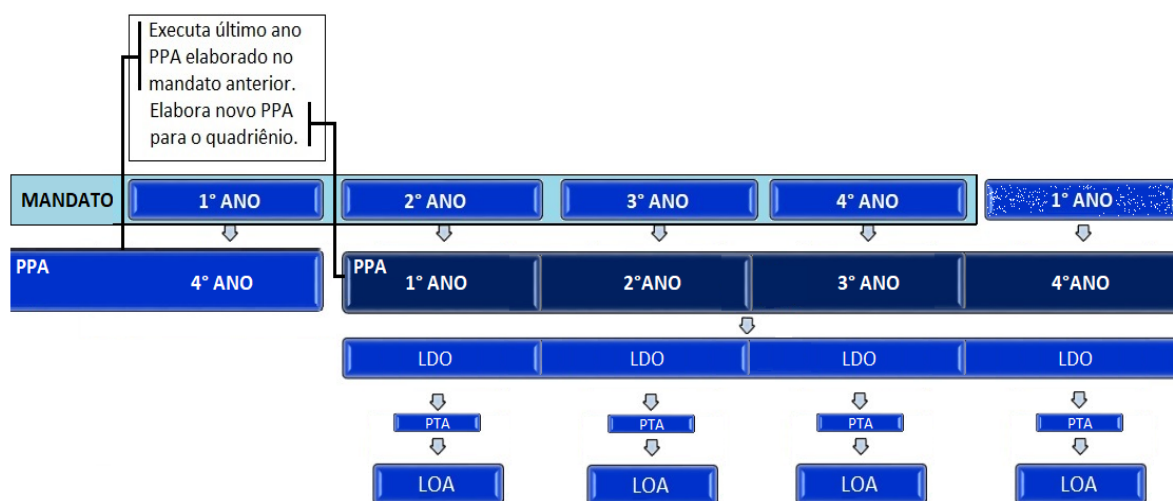 Executa último ano
PPA elaborado no
mandato anterior.
Elabora novo PPA
para o quadriênio.
MANDATO 1° ANO 2° ANO 3° ANO 4° ANO 1° ANO
PPA 4° ANO PPA 1° ANO 2°ANO 3° ANO 4°ANO
LDO LDO LDO LDO
PTA PTA PTA PTA
LOA LOA LOA LOA